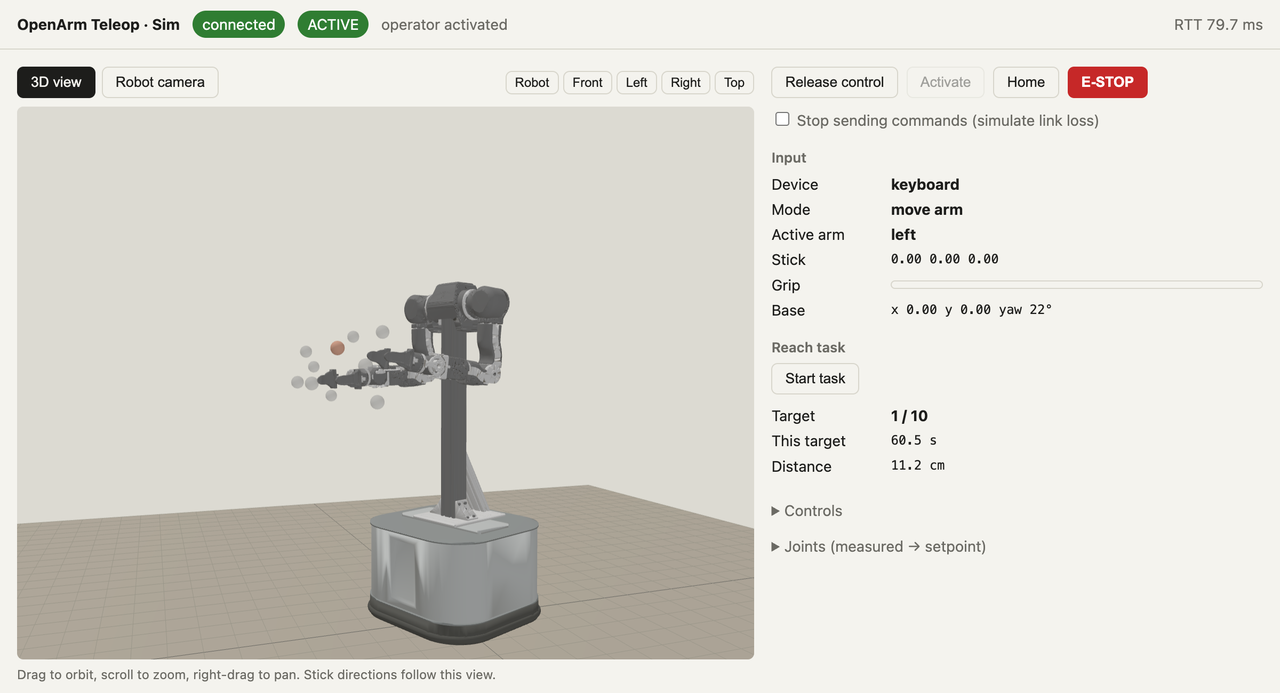 OpenArm Teleop · Sim connected ACTIVE operator activated RTT 79.7 ms
3D view Robot camera Robot Front Left Right Top
Release control Activate Home E-STOP
Stop sending commands (simulate link loss)
Input
Device keyboard
Mode move arm
Active arm left
Stick 0.00 0.00 0.00
Grip
Base x 0.00 y 0.00 yaw 22°
Reach task
Start task
Target 1 / 10
This target 60.5 s
Distance 11.2 cm
▶ Controls
▶ Joints (measured → setpoint)
Drag to orbit, scroll to zoom, right-drag to pan. Stick directions follow this view.